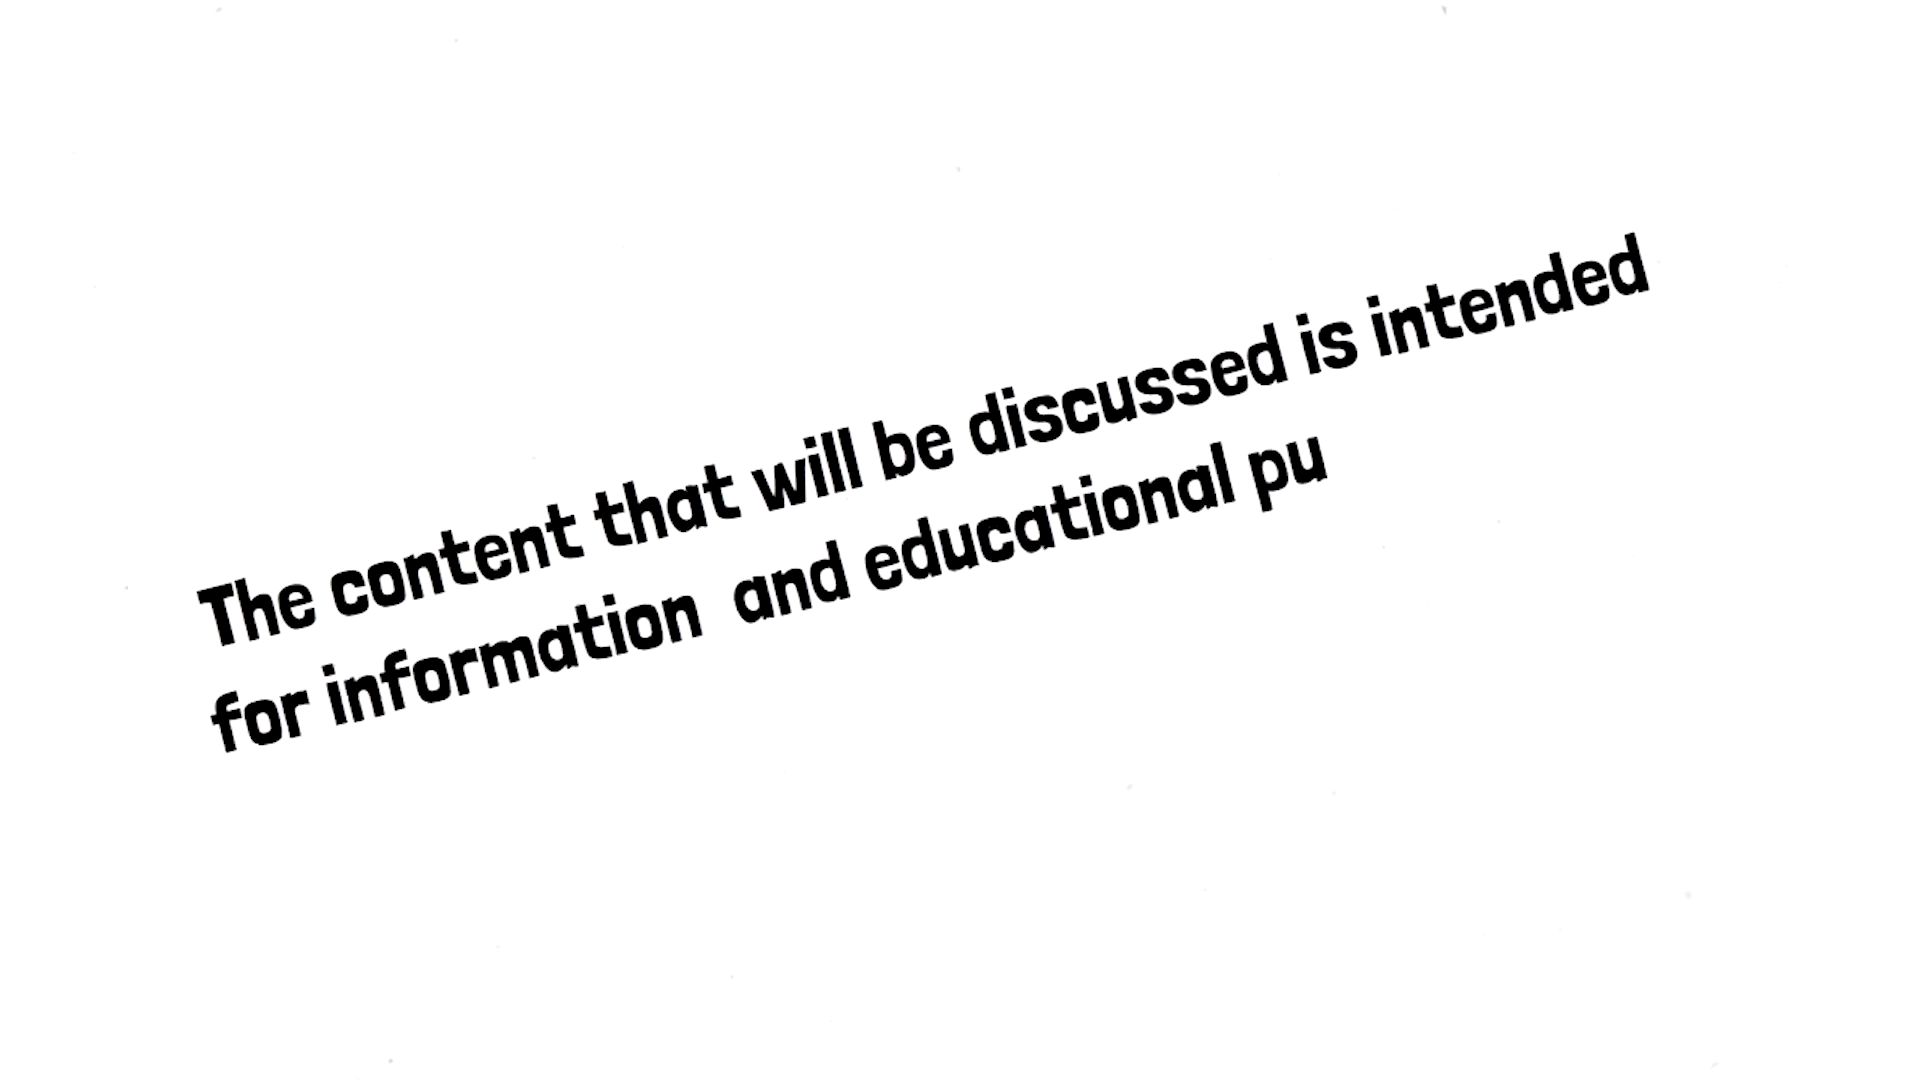 The content that will be discussed is intended
for information  and educational pu